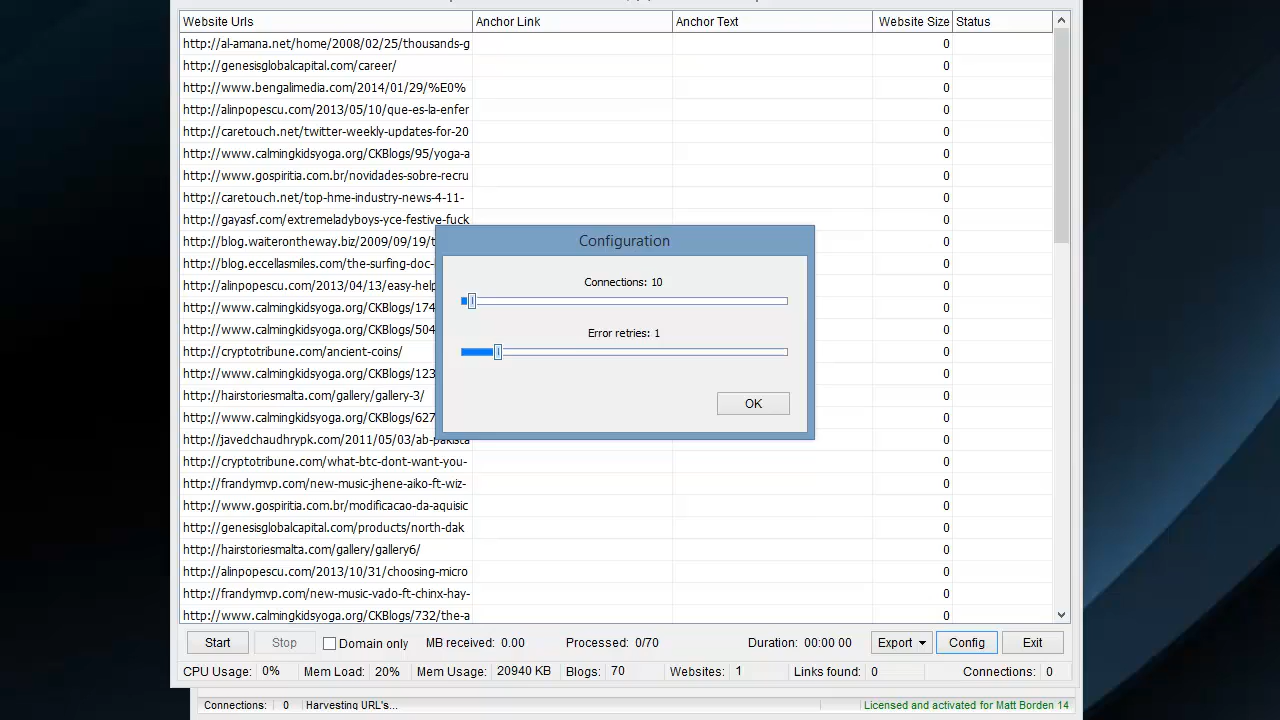 Website Urls Anchor Link Anchor Text Website Size Status
http://al-amana.net/home/2008/02/25/thousands-g 0
http://genesisglobalcapital.com/career/ 0
http://www.bengalimedia.com/2014/01/29/%E0% 0
http://alinpopescu.com/2013/05/10/que-es-la-enfer 0
http://caretouch.net/twitter-weekly-updates-for-20 0
http://www.calmingkidsyoga.org/CKBlogs/95/yoga-a 0
http://www.gospiritia.com.br/novidades-sobre-recru 0
http://caretouch.net/top-hme-industry-news-4-11- 0
http://gayasf.com/extremeladyboys-yce-festive-fuck 0
http://blog.waiterontheway.biz/2009/09/19/t 0
http://blog.eccellasmiles.com/the-surfing-doc- 0
http://alinpopescu.com/2013/04/13/easy-help 0
http://www.calmingkidsyoga.org/CKBlogs/174 0
http://www.calmingkidsyoga.org/CKBlogs/504 0
http://cryptotribune.com/ancient-coins/ 0
http://www.calmingkidsyoga.org/CKBlogs/123 0
http://hairstoriesmalta.com/gallery/gallery-3/ 0
http://www.calmingkidsyoga.org/CKBlogs/627 0
http://javedchaudhrypk.com/2011/05/03/ab-pakista 0
http://cryptotribune.com/what-btc-dont-want-you- 0
http://frandymvp.com/new-music-jhene-aiko-ft-wiz- 0
http://www.gospiritia.com.br/modificacao-da-aquisic 0
http://genesisglobalcapital.com/products/north-dak 0
http://hairstoriesmalta.com/gallery/gallery6/ 0
http://alinpopescu.com/2013/10/31/choosing-micro 0
http://frandymvp.com/new-music-vado-ft-chinx-hay- 0
http://www.calmingkidsyoga.org/CKBlogs/732/the-a 0
Configuration
Connections: 10
Error retries: 1
OK
Start Stop Domain only MB received: 0.00 Processed: 0/70 Duration: 00:00 00 Export Config Exit
CPU Usage: 0% Mem Load: 20% Mem Usage: 20940 KB Blogs: 70 Websites: 1 Links found: 0 Connections: 0
Connections: 0 Harvesting URL's... Licensed and activated for Matt Borden 14